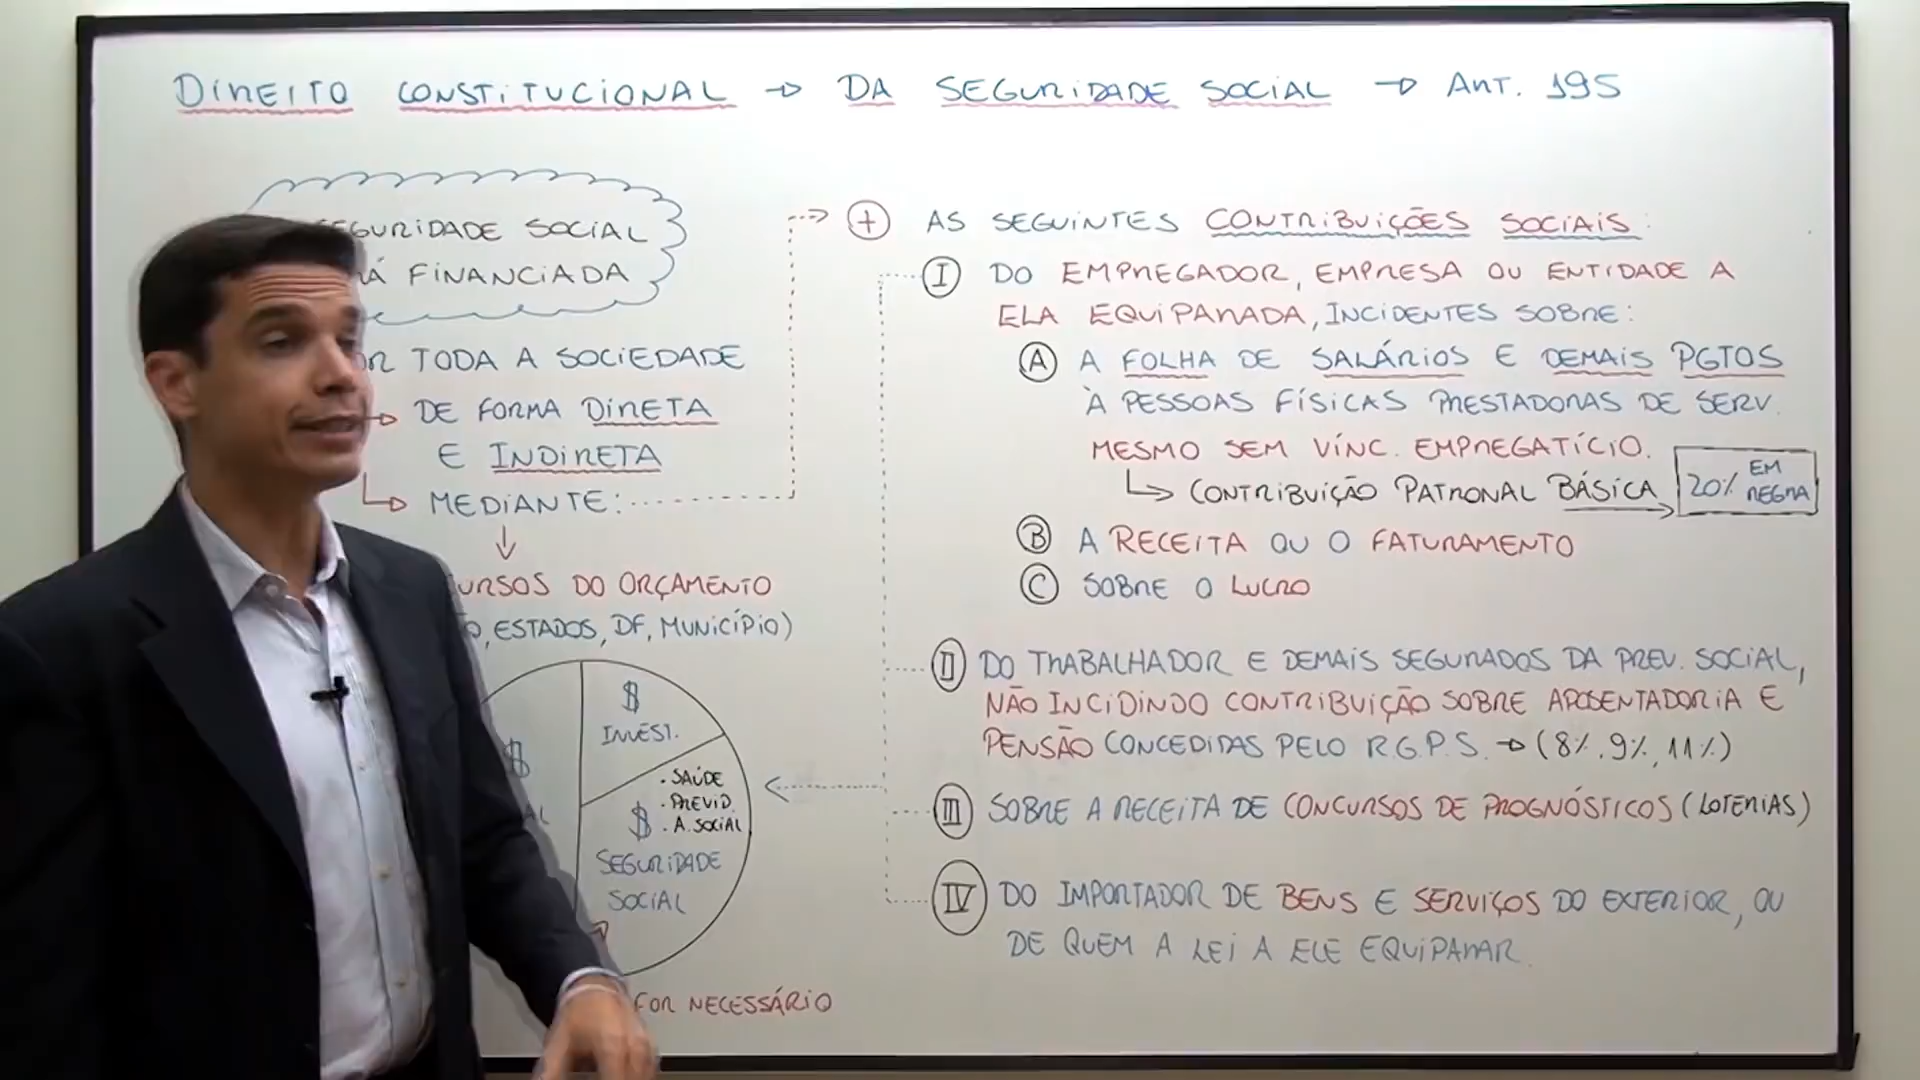 DIREITO CONSTITUCIONAL → DA SEGURIDADE SOCIAL → ART. 195
SEGURIDADE SOCIAL
FINANCIADA
TODA A SOCIEDADE
→ DE FORMA DIRETA
E INDIRETA
→ MEDIANTE:
↓
DO ORÇAMENTO
, ESTADOS, DF, MUNICÍPIO)
$
INVEST.
$
$
. SAÚDE
. PREVID.
. A. SOCIAL
SEGURIDADE
SOCIAL
FOR NECESSÁRIO
+ AS SEGUINTES CONTRIBUIÇÕES SOCIAIS:
I DO EMPREGADOR, EMPRESA OU ENTIDADE A
ELA EQUIPARADA, INCIDENTES SOBRE:
A A FOLHA DE SALÁRIOS E DEMAIS PGTOS
À PESSOAS FÍSICAS PRESTADORAS DE SERV.
MESMO SEM VÍNC. EMPREGATÍCIO.
↳ CONTRIBUIÇÃO PATRONAL BÁSICA → 20% EM REGRA
B A RECEITA OU O FATURAMENTO
C SOBRE O LUCRO
II DO TRABALHADOR E DEMAIS SEGURADOS DA PREV. SOCIAL,
NÃO INCIDINDO CONTRIBUIÇÃO SOBRE APOSENTADORIA E
PENSÃO CONCEDIDAS PELO R.G.P.S. → (8%, 9%, 11%)
III SOBRE A RECEITA DE CONCURSOS DE PROGNÓSTICOS (LOTERIAS)
IV DO IMPORTADOR DE BENS E SERVIÇOS DO EXTERIOR, OU
DE QUEM A LEI A ELE EQUIPARAR.